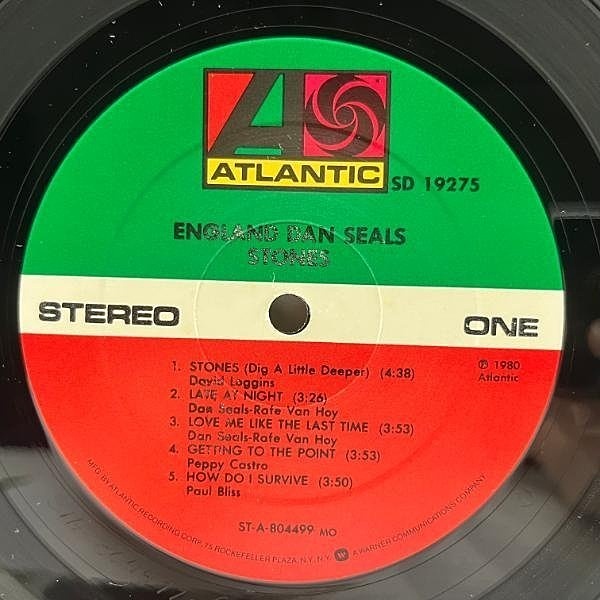 ATLANTIC
SD 19275
ENGLAND DAN SEALS
STONES
STEREO
ONE
1. STONES (Dig A Little Deeper) (4:38)
David Loggins
2. LATE AT NIGHT (3:26)
Dan Seals-Rafe Van Hoy
3. LOVE ME LIKE THE LAST TIME (3:53)
Dan Seals-Rafe Van Hoy
4. GETTING TO THE POINT (3:53)
Peppy Castro
5. HOW DO I SURVIVE (3:50)
Paul Bliss
℗ 1980
Atlantic
ST-A-804499 MO
MFG. BY ATLANTIC RECORDING CORP., 75 ROCKEFELLER PLAZA, N.Y. N.Y. A WARNER COMMUNICATIONS COMPANY